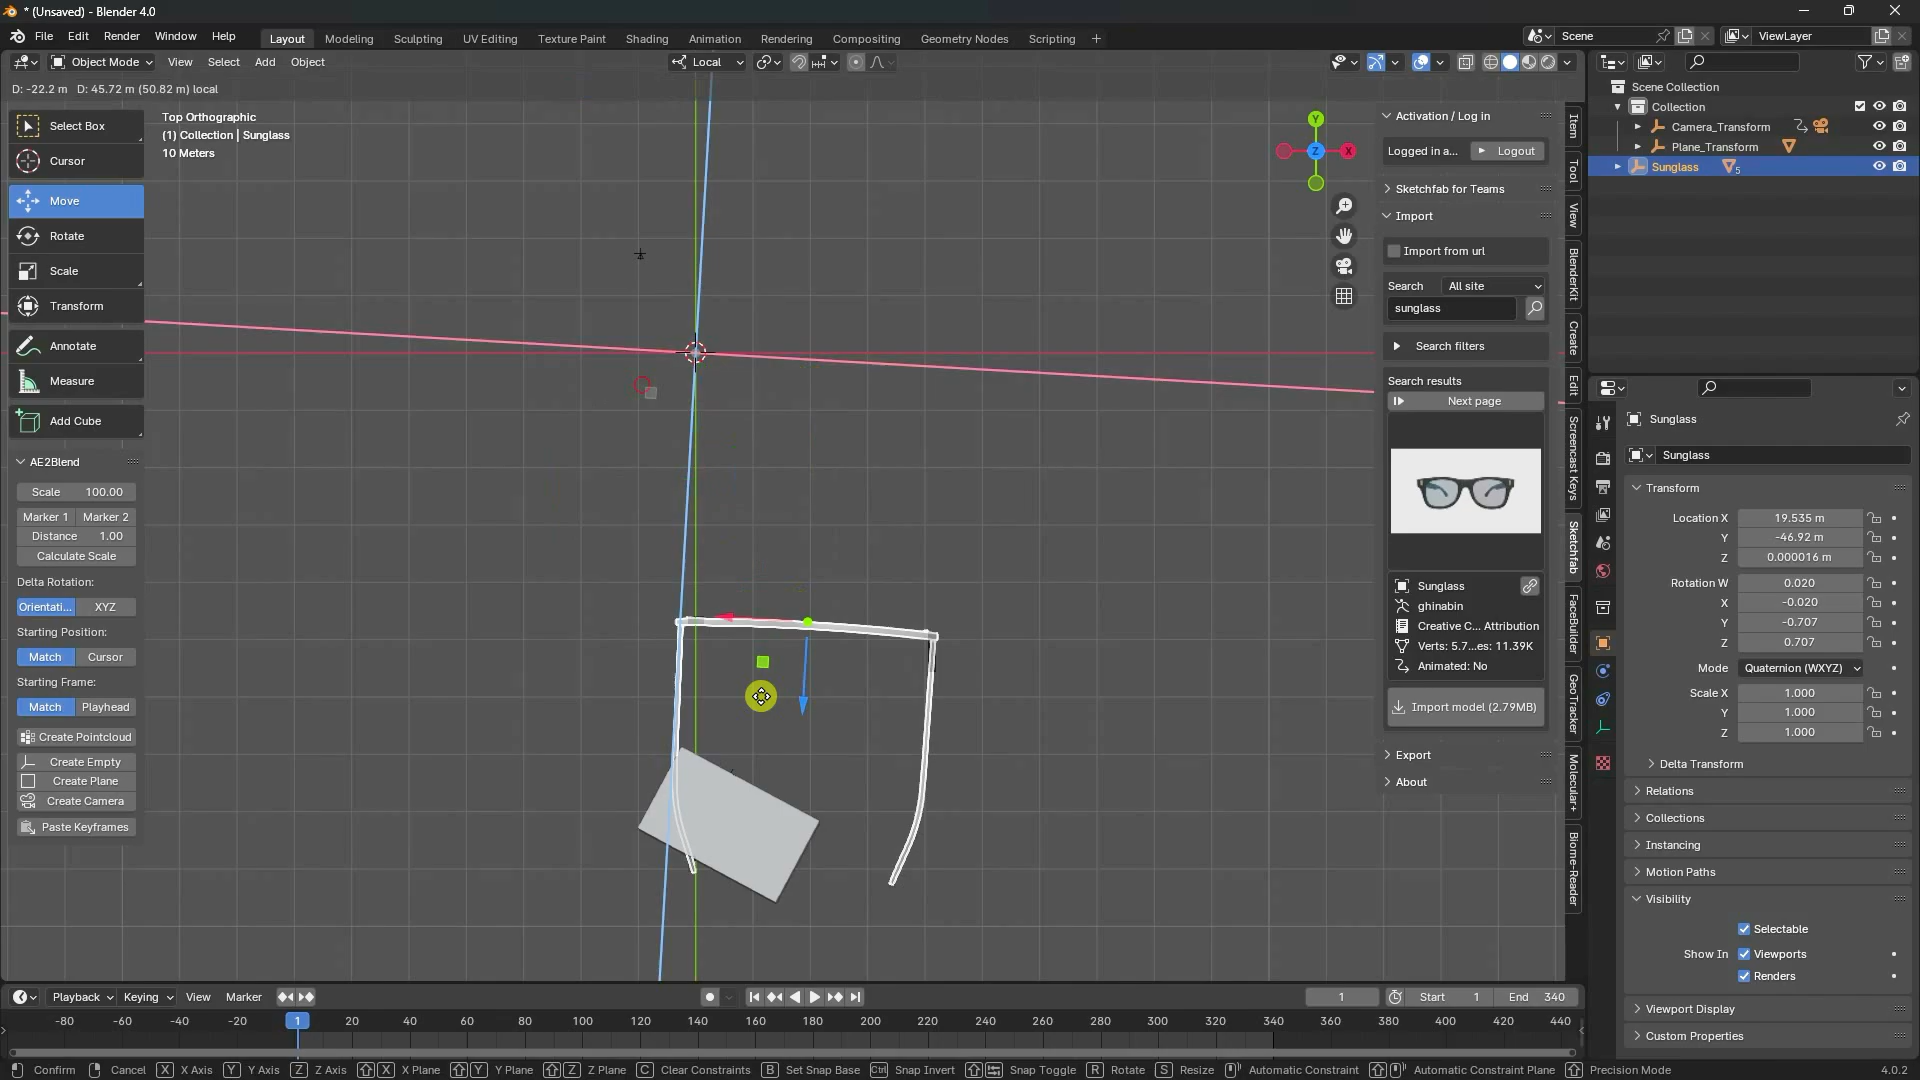 * (Unsaved) - Blender 4.0
File Edit Render Window Help Layout Modeling Sculpting UV Editing Texture Paint Shading Animation Rendering Compositing Geometry Nodes Scripting + Scene ViewLayer
Object Mode View Select Add Object Local
D: -22.2 m D: 45.72 m (50.82 m) local
Select Box
Cursor
Move
Rotate
Scale
Transform
Annotate
Measure
Add Cube
AE2Blend
Scale 100.00
Marker 1 Marker 2
Distance 1.00
Calculate Scale
Delta Rotation:
Orientati... XYZ
Starting Position:
Match Cursor
Starting Frame:
Match Playhead
Create Pointcloud
Create Empty
Create Plane
Create Camera
Paste Keyframes
Top Orthographic
(1) Collection | Sunglass
10 Meters
Y
Z
X
Activation / Log in
Logged in a... Logout
Sketchfab for Teams
Import
Import from url
Search All site
sunglass
Search filters
Search results
Next page
Sunglass
ghinabin
Creative C... Attribution
Verts: 5.7...es: 11.39K
Animated: No
Import model (2.79MB)
Export
About
Item
Tool
View
BlenderKit
Create
Edit
Screencast Keys
Sketchfab
FaceBuilder
GeoTracker
Molecular+
Biome-Reader
Scene Collection
Collection
Camera_Transform
Plane_Transform
Sunglass 5
Sunglass
Sunglass
Transform
Location X 19.535 m
Y -46.92 m
Z 0.000016 m
Rotation W 0.020
X -0.020
Y -0.707
Z 0.707
Mode Quaternion (WXYZ)
Scale X 1.000
Y 1.000
Z 1.000
Delta Transform
Relations
Collections
Instancing
Motion Paths
Visibility
Selectable
Show In Viewports
Renders
Viewport Display
Custom Properties
Playback Keying View Marker 1 Start 1 End 340
-80 -60 -40 -20 1 20 40 60 80 100 120 140 160 180 200 220 240 260 280 300 320 340 360 380 400 420 440
Confirm Cancel X X Axis Y Y Axis Z Z Axis X X Plane Y Y Plane Z Z Plane C Clear Constraints B Set Snap Base Ctrl Snap Invert Snap Toggle R Rotate S Resize Automatic Constraint Automatic Constraint Plane Precision Mode 4.0.2